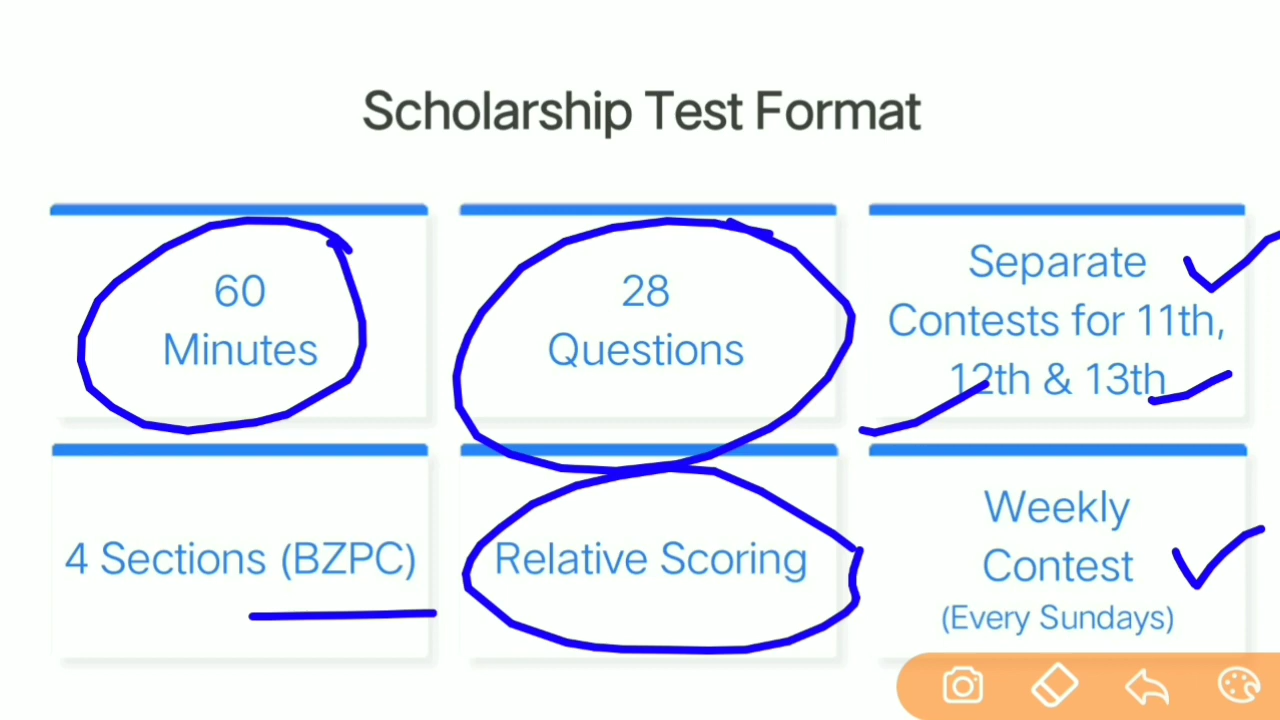 Scholarship Test Format
60
Minutes
28
Questions
Separate
Contests for 11th,
12th & 13th
4 Sections (BZPC)
Relative Scoring
Weekly
Contest
(Every Sundays)